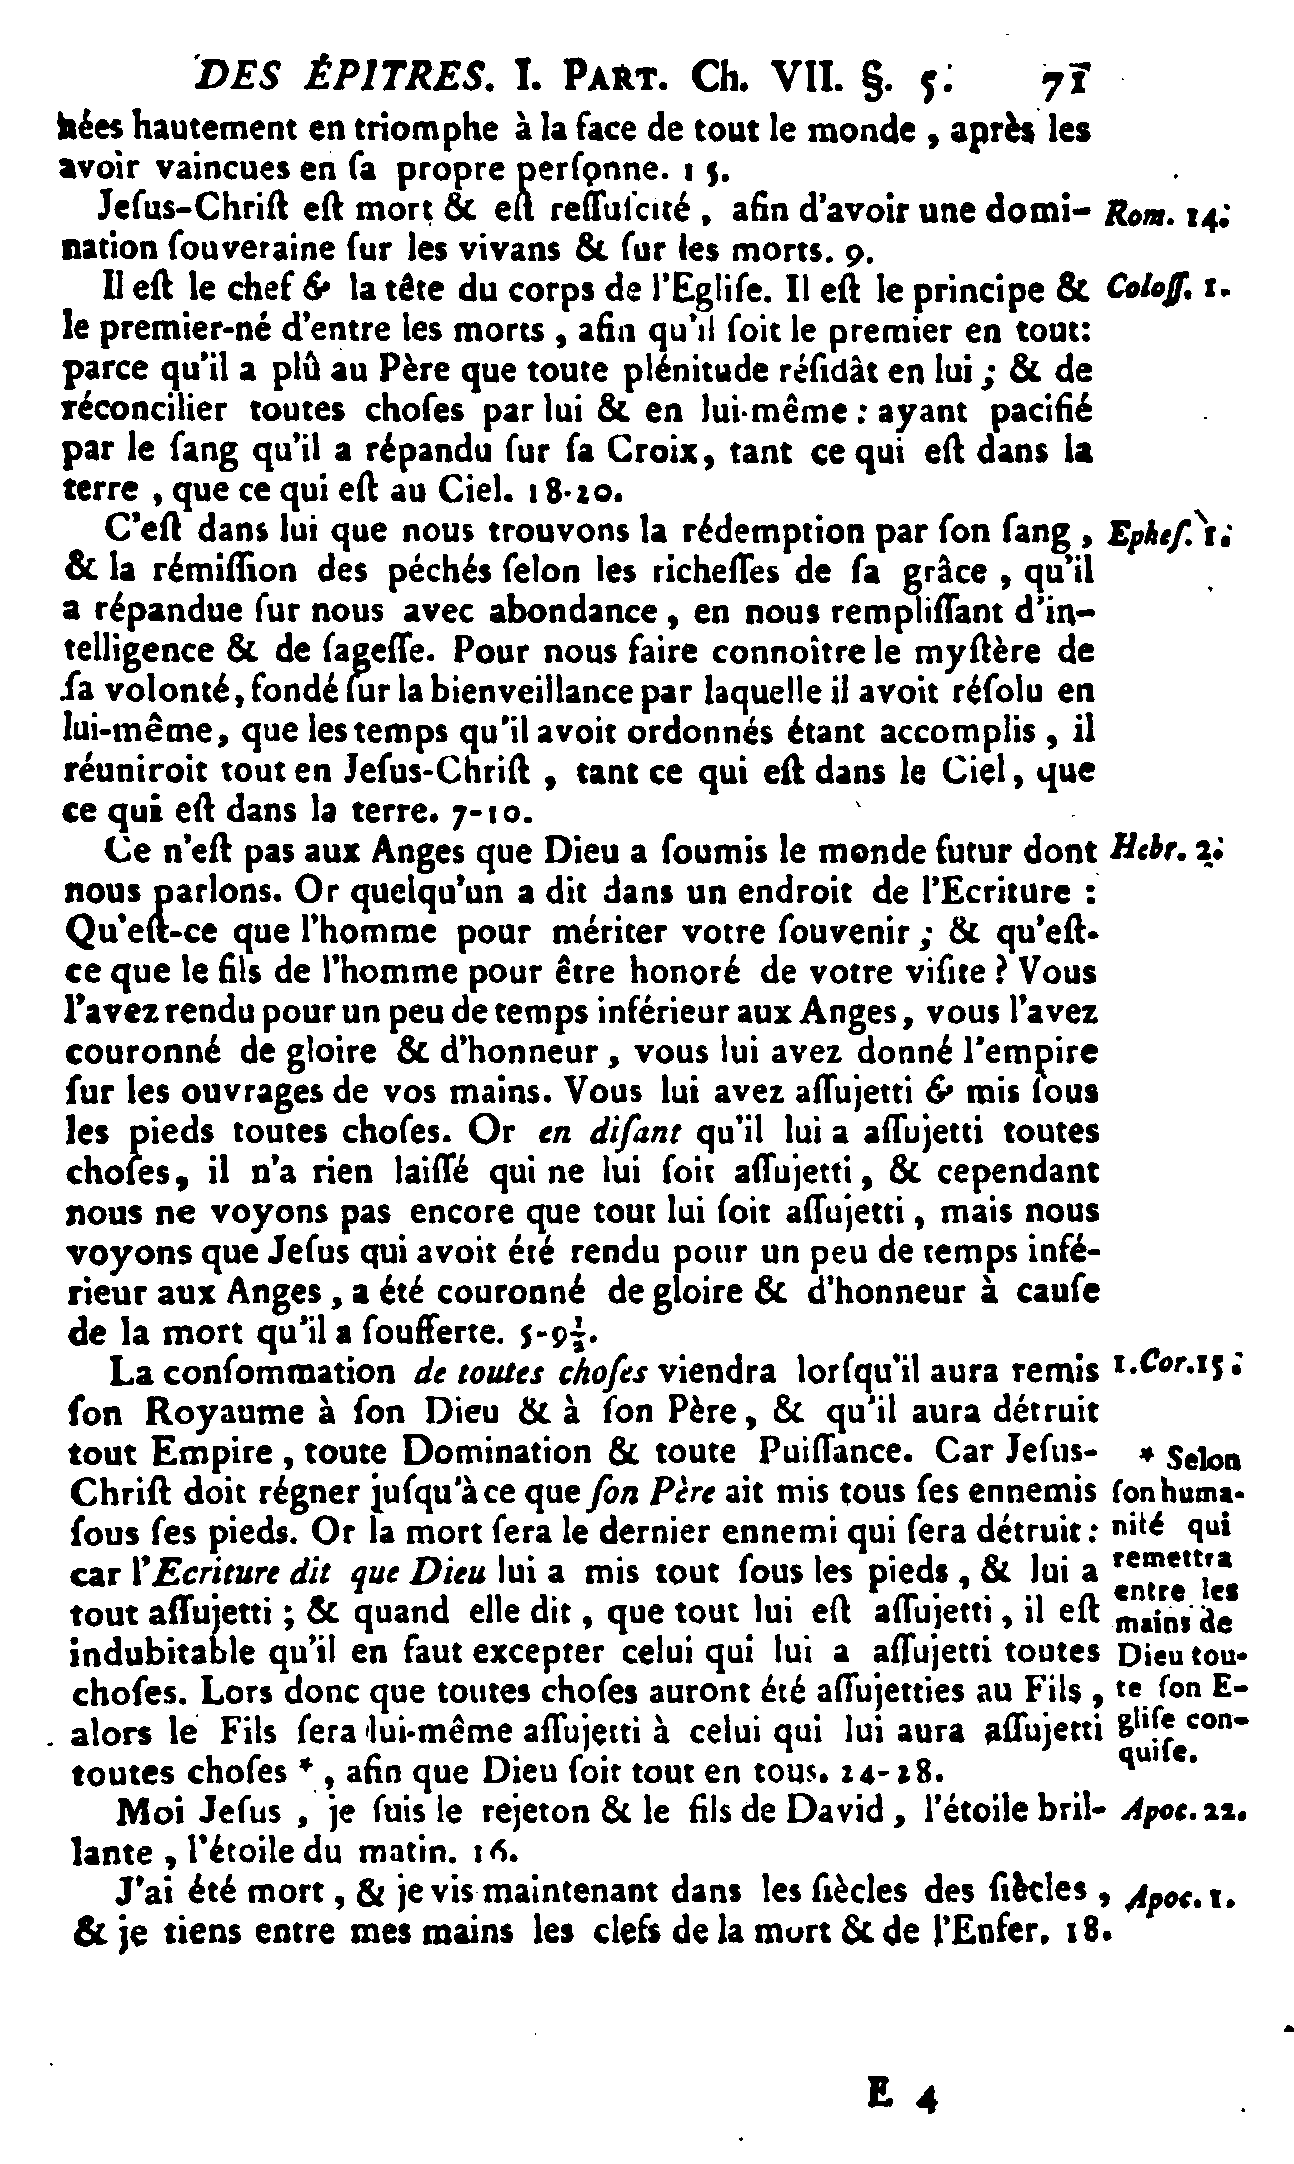 DES ÉPITRES. I. PART. Ch. VII. §. 5. 71
nées hautement en triomphe à la face de tout le monde, après les
avoir vaincues en ſa propre perſonne. 15.
Jeſus-Chriſt eſt mort & eſt reſſuſcité, afin d'avoir une domi- Rom. 14.
nation ſouveraine ſur les vivans & ſur les morts. 9.
Il eſt le chef & la tête du corps de l'Egliſe. Il eſt le principe & Coloſſ. 1.
le premier-né d'entre les morts, afin qu'il ſoit le premier en tout:
parce qu'il a plû au Père que toute plénitude réſidât en lui; & de
réconcilier toutes choſes par lui & en lui-même: ayant pacifié
par le ſang qu'il a répandu ſur ſa Croix, tant ce qui eſt dans la
terre, que ce qui eſt au Ciel. 18-20.
C'eſt dans lui que nous trouvons la rédemption par ſon ſang, Epheſ. 1.
& la rémiſſion des péchés ſelon les richeſſes de ſa grâce, qu'il
a répandue ſur nous avec abondance, en nous rempliſſant d'in-
telligence & de ſageſſe. Pour nous faire connoître le myſtère de
ſa volonté, fondé ſur la bienveillance par laquelle il avoit réſolu en
lui-même, que les temps qu'il avoit ordonnés étant accomplis, il
réuniroit tout en Jeſus-Chriſt, tant ce qui eſt dans le Ciel, que
ce qui eſt dans la terre. 7-10.
Ce n'eſt pas aux Anges que Dieu a ſoumis le monde futur dont Hebr. 2.
nous parlons. Or quelqu'un a dit dans un endroit de l'Ecriture:
Qu'eſt-ce que l'homme pour mériter votre ſouvenir; & qu'eſt-
ce que le fils de l'homme pour être honoré de votre viſite? Vous
l'avez rendu pour un peu de temps inférieur aux Anges, vous l'avez
couronné de gloire & d'honneur, vous lui avez donné l'empire
ſur les ouvrages de vos mains. Vous lui avez aſſujetti & mis ſous
les pieds toutes choſes. Or en diſant qu'il lui a aſſujetti toutes
choſes, il n'a rien laiſſé qui ne lui ſoit aſſujetti, & cependant
nous ne voyons pas encore que tout lui ſoit aſſujetti, mais nous
voyons que Jeſus qui avoit été rendu pour un peu de temps infé-
rieur aux Anges, a été couronné de gloire & d'honneur à cauſe
de la mort qu'il a ſoufferte. 5-9½.
La conſommation de toutes choſes viendra lorſqu'il aura remis 1. Cor. 15.
ſon Royaume à ſon Dieu & à ſon Père, & qu'il aura détruit
tout Empire, toute Domination & toute Puiſſance. Car Jeſus-
Chriſt doit régner juſqu'à ce que ſon Père ait mis tous ſes ennemis
ſous ſes pieds. Or la mort ſera le dernier ennemi qui ſera détruit:
car l'Ecriture dit que Dieu lui a mis tout ſous les pieds, & lui a
tout aſſujetti; & quand elle dit, que tout lui eſt aſſujetti, il eſt
indubitable qu'il en faut excepter celui qui lui a aſſujetti toutes
choſes. Lors donc que toutes choſes auront été aſſujetties au Fils,
alors le Fils ſera lui-même aſſujetti à celui qui lui aura aſſujetti
toutes choſes *, afin que Dieu ſoit tout en tous. 24-28.
* Selon
ſon huma-
nité qui
remettra
entre les
mains de
Dieu tou-
te ſon E-
gliſe con-
quiſe.
Moi Jeſus, je ſuis le rejeton & le fils de David, l'étoile bril- Apoc. 22.
lante, l'étoile du matin. 16.
J'ai été mort, & je vis maintenant dans les ſiècles des ſiècles, Apoc. 1.
& je tiens entre mes mains les clefs de la mort & de l'Enfer. 18.
E 4